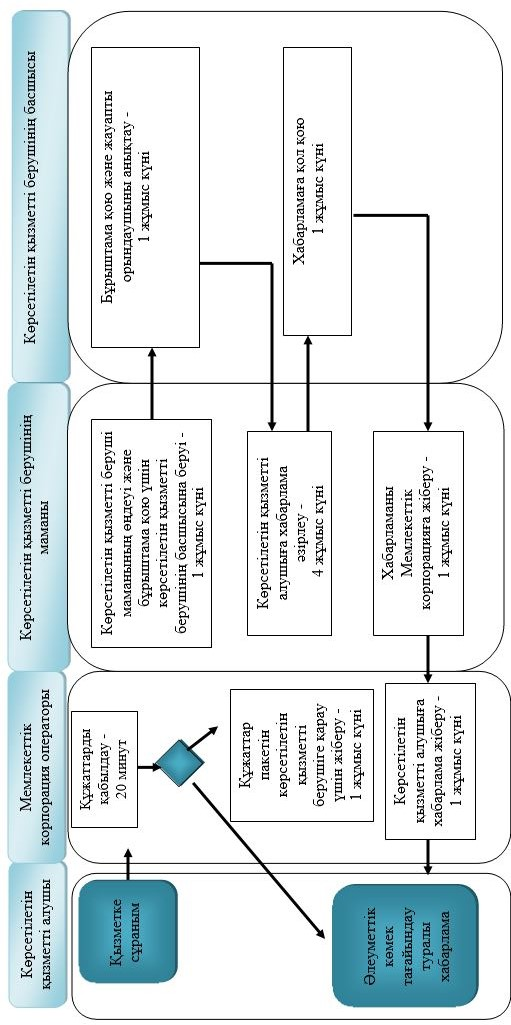 Көрсетілетін
қызметті алушы
Мемлекеттік
корпорация операторы
Көрсетілетін қызметті берушінің
маманы
Көрсетілетін қызметті берушінің басшысы
Қызметке
сұраным
Құжаттарды
қабылдау -
20 минут
Көрсетілетін қызметті беруші
маманының өңдеуі және
бұрыштама қою үшін
көрсетілетін қызметті
берушінің басшысына беруі -
1 жұмыс күні
Бұрыштама қою және жауапты
орындаушыны анықтау -
1 жұмыс күні
Құжаттар
пакетін
көрсетілетін
қызметті
берушіге қарау
үшін жіберу -
1 жұмыс күні
Көрсетілетін қызметті
алушыға хабарлама
әзірлеу -
4 жұмыс күні
Хабарламаға қол қою
1 жұмыс күні
Әлеуметтік
көмек
тағайындау
туралы
хабарлама
Көрсетілетін
қызметті алушыға
хабарлама жіберу -
1 жұмыс күні
Хабарламаны
Мемлекеттік
корпорацияға жіберу -
1 жұмыс күні